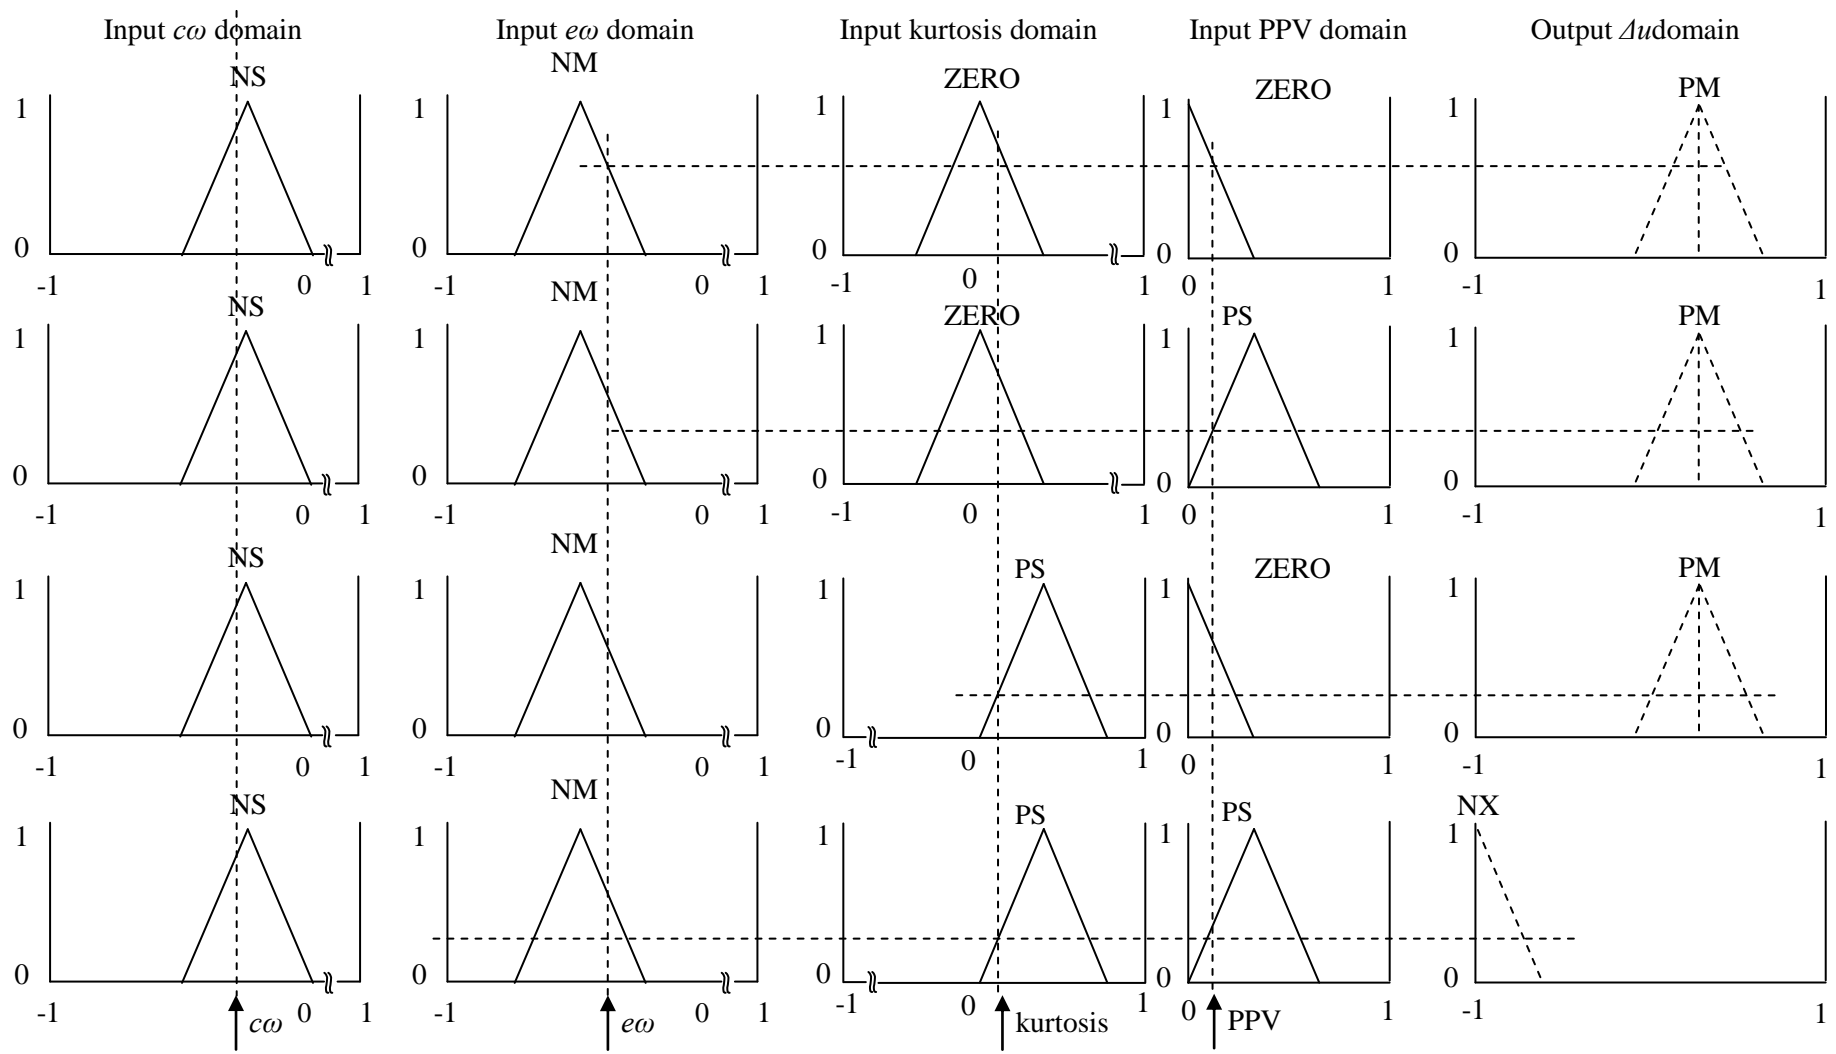 Input cω domain Input eω domain Input kurtosis domain Input PPV domain Output Δudomain
NS NM ZERO ZERO PM
1 1 1 1 1
0 0 0 0 0
-1 0 1 -1 0 1 -1 0 1 0 1 -1 1
NS NM ZERO PS PM
1 1 1 1 1
0 0 0 0 0
-1 0 1 -1 0 1 -1 0 1 0 1 -1 1
NS NM PS ZERO PM
1 1 1 1 1
0 0 0 0 0
-1 0 1 -1 0 1 -1 0 1 0 1 -1 1
NS NM PS PS NX
1 1 1 1 1
0 0 0 0 0
-1 0 1 -1 0 1 -1 0 1 0 1 -1 1
cω eω kurtosis PPV